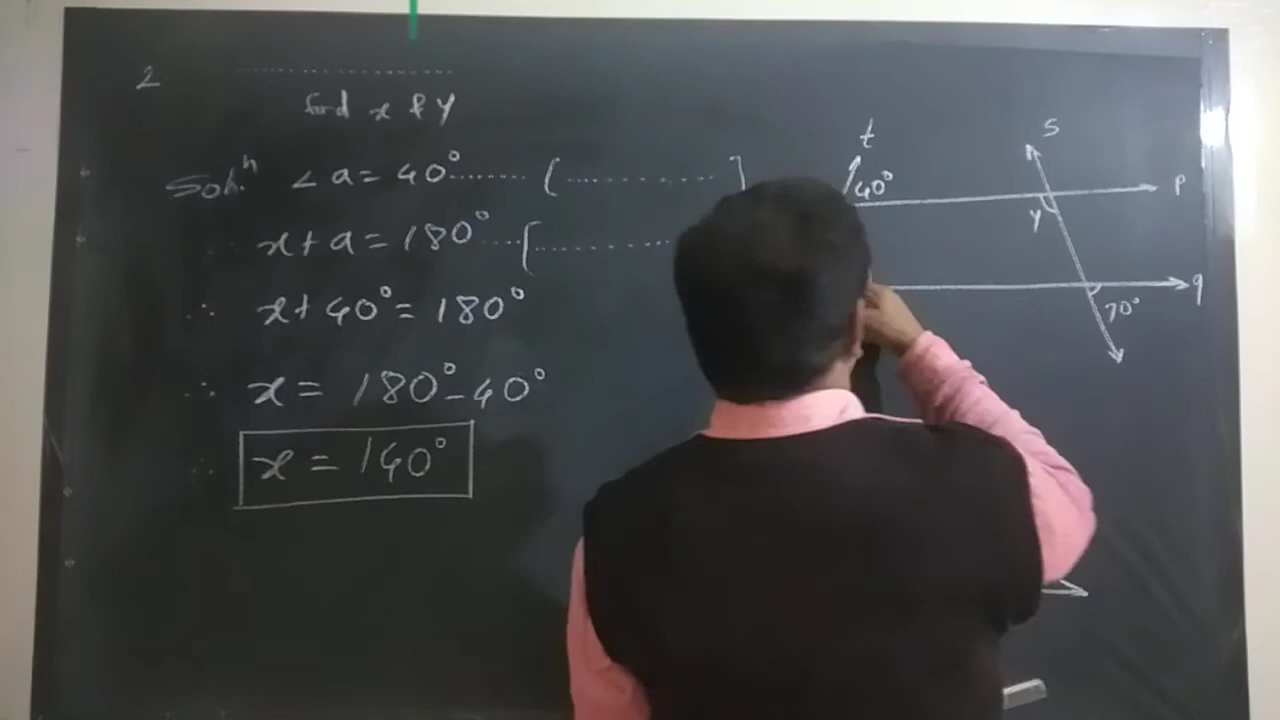 2 ....................
find x & y
Solⁿ. ∠a = 40° ....... [ ............... ]
x + a = 180° .... [ ...............
∴ x + 40° = 180°
∴ x = 180° - 40°
∴ x = 140°
t
s
40°
p
y
q
70°